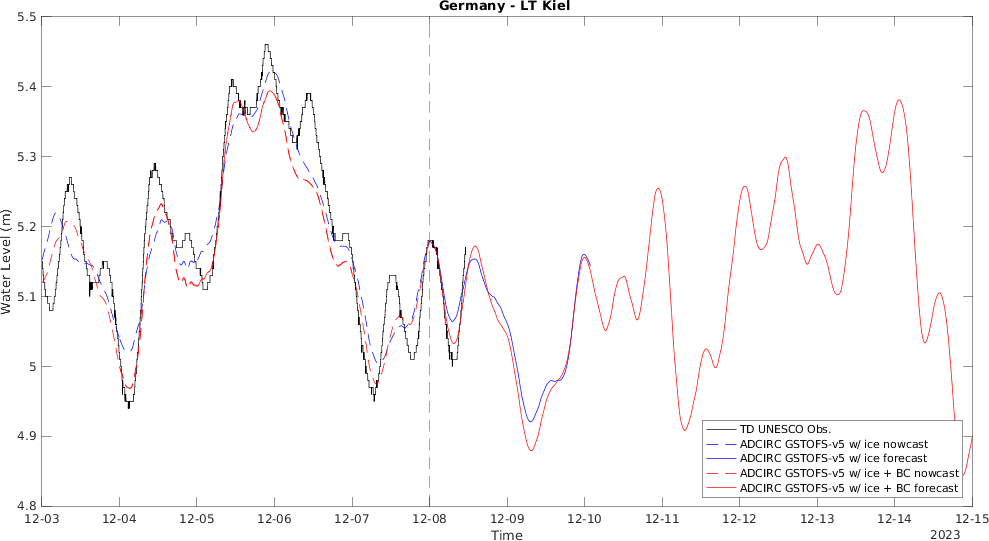 Germany - LT Kiel
5.5
5.4
5.3
5.2
5.1
5
4.9
4.8
Water Level (m)
12-03 12-04 12-05 12-06 12-07 12-08 12-09 12-10 12-11 12-12 12-13 12-14 12-15
Time
2023
TD UNESCO Obs.
ADCIRC GSTOFS-v5 w/ ice nowcast
ADCIRC GSTOFS-v5 w/ ice forecast
ADCIRC GSTOFS-v5 w/ ice + BC nowcast
ADCIRC GSTOFS-v5 w/ ice + BC forecast